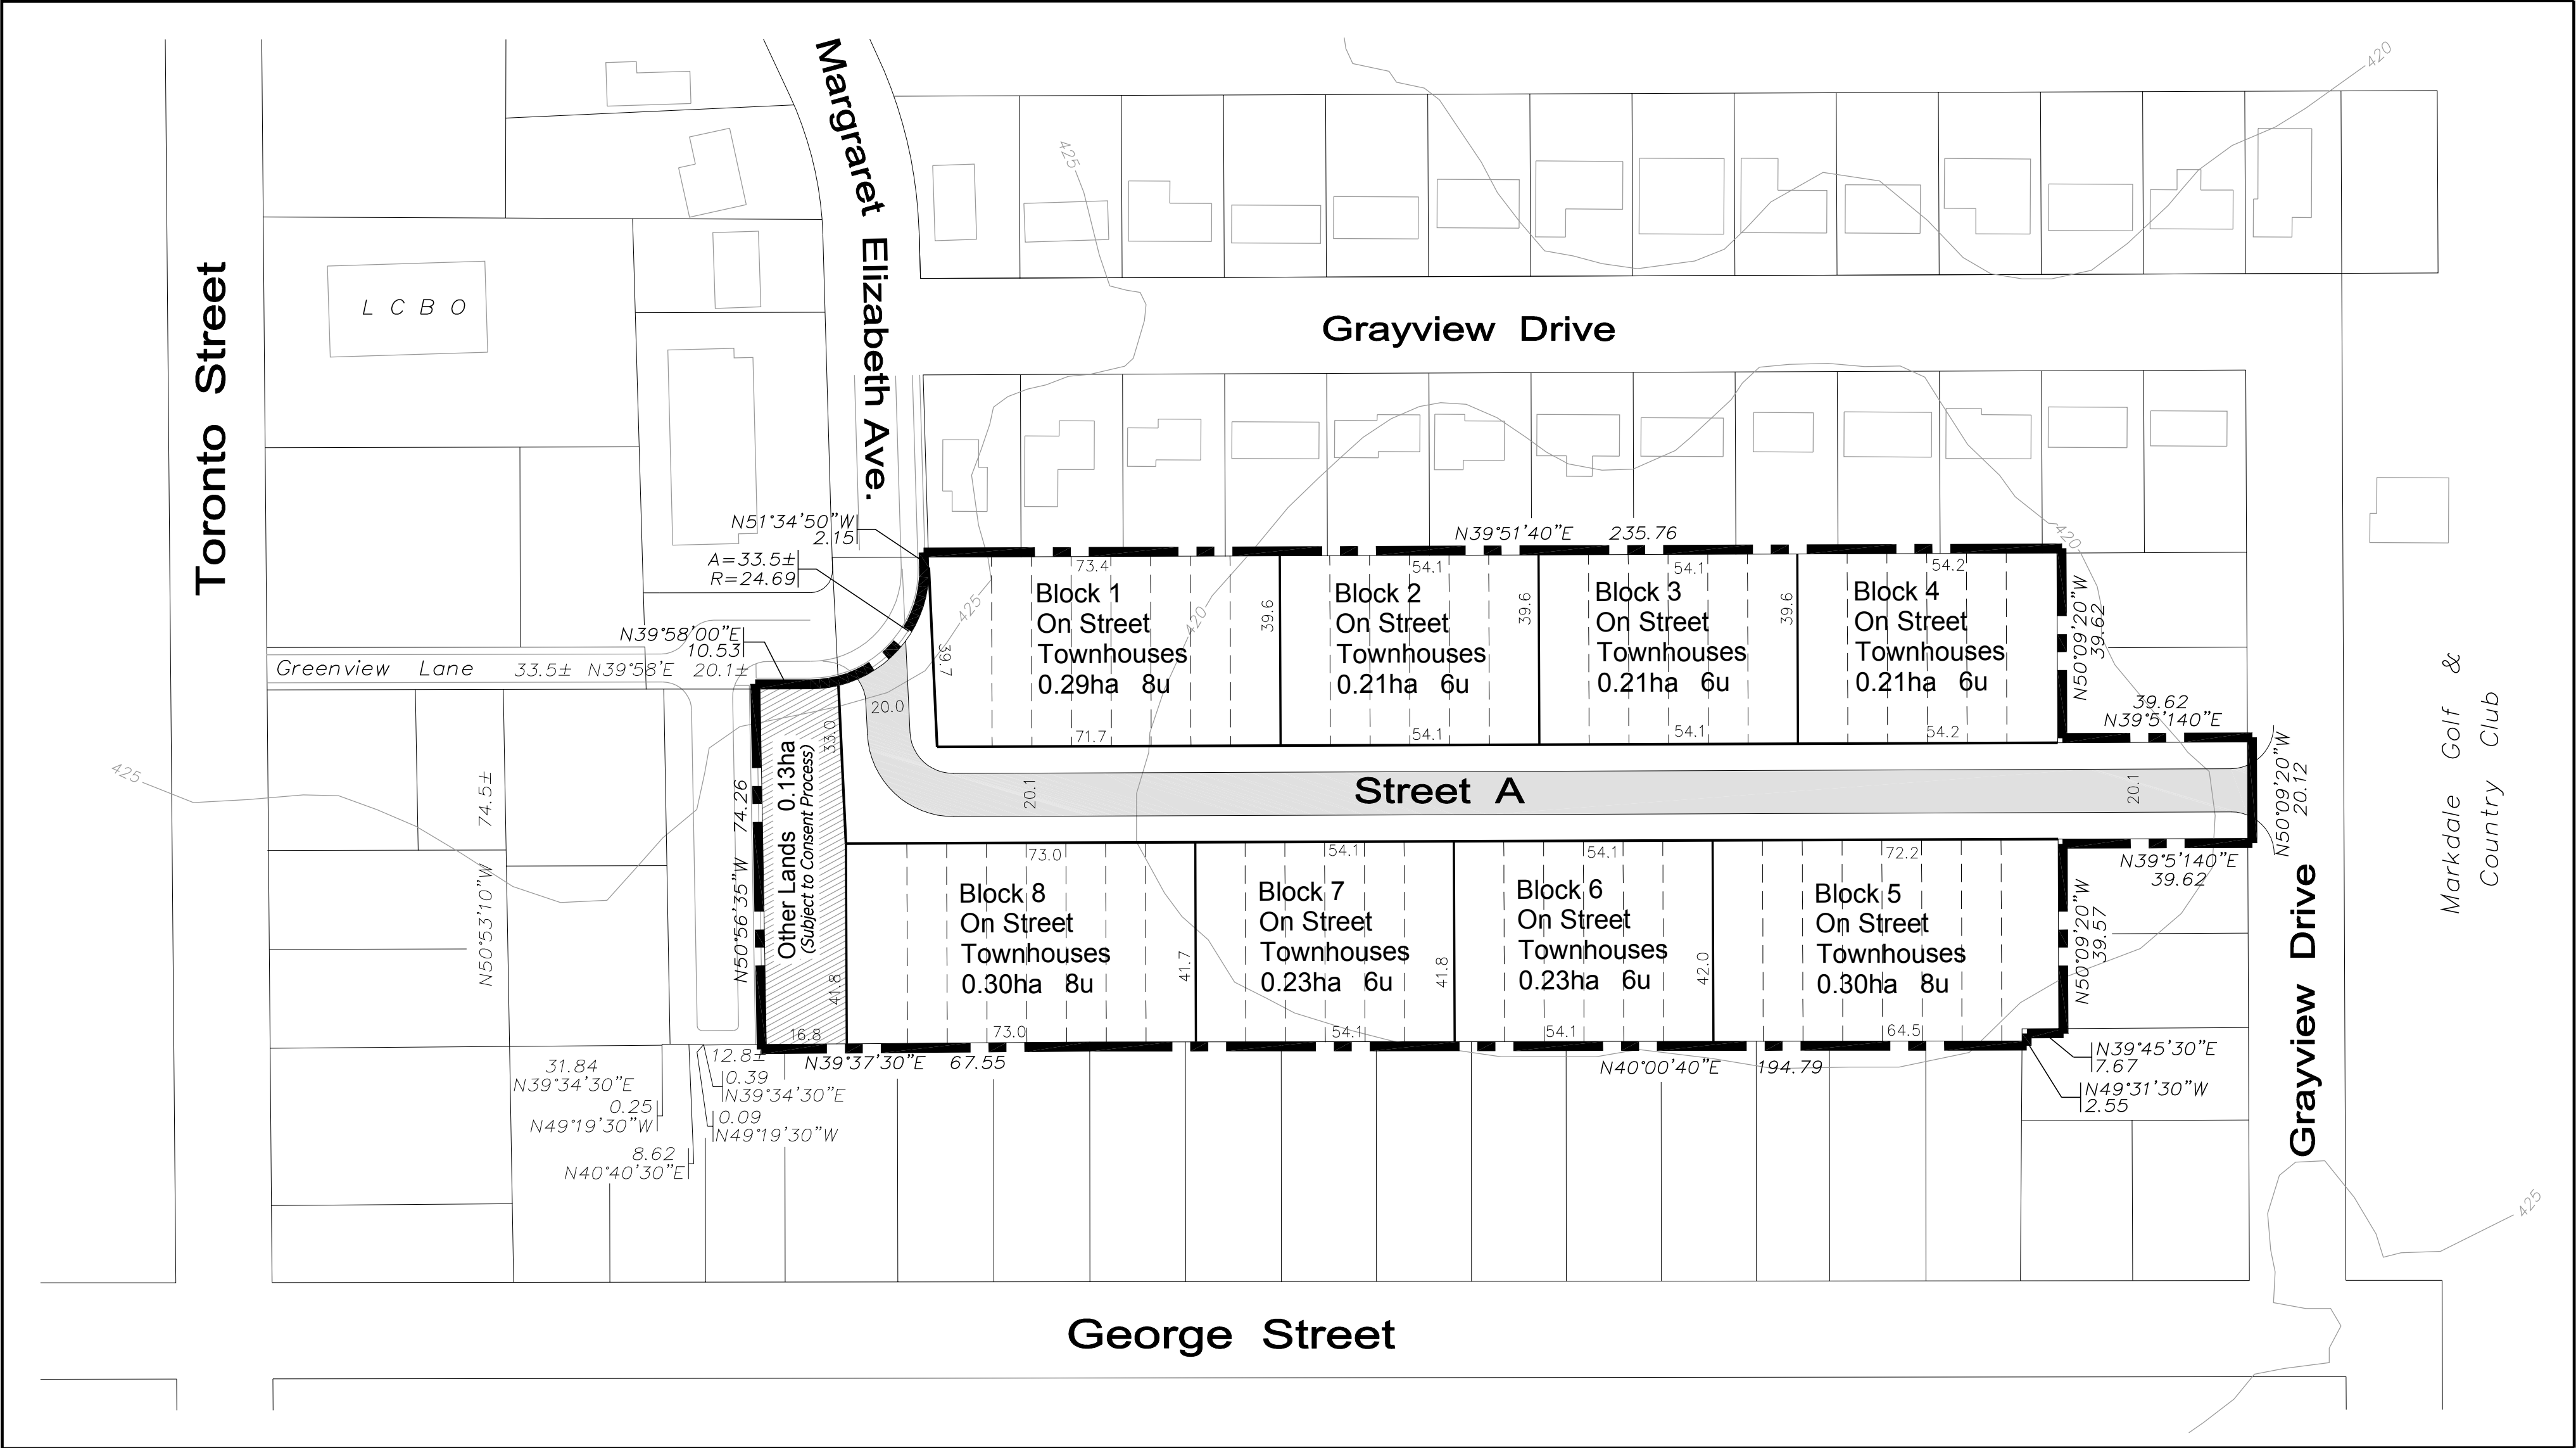 Margraret Elizabeth Ave.
Toronto Street
L C B O
Grayview Drive
420
425
N51°34'50"W
2.15
A=33.5±
R=24.69
N39°58'00"E
10.53
Greenview Lane 33.5± N39°58'E 20.1±
N39°51'40"E 235.76
420
425
420
73.4
Block 1
On Street
Townhouses
0.29ha 8u
71.7
39.7
39.6
54.1
Block 2
On Street
Townhouses
0.21ha 6u
54.1
39.6
54.1
Block 3
On Street
Townhouses
0.21ha 6u
54.1
39.6
54.2
Block 4
On Street
Townhouses
0.21ha 6u
54.2
N50°09'20"W
39.62
39.62
N39°5'140"E
N50°09'20"W
20.12
Markdale Golf &
Country Club
20.0
33.0
20.1
Street A
20.1
N39°5'140"E
39.62
425
74.5±
N50°53'10"W
N50°56'35"W 74.26
Other Lands 0.13ha
(Subject to Consent Process)
41.8
16.8
73.0
Block 8
On Street
Townhouses
0.30ha 8u
73.0
41.7
54.1
Block 7
On Street
Townhouses
0.23ha 6u
54.1
41.8
54.1
Block 6
On Street
Townhouses
0.23ha 6u
54.1
42.0
72.2
Block 5
On Street
Townhouses
0.30ha 8u
64.5
N50°09'20"W
39.57
Grayview Drive
N39°37'30"E 67.55
N40°00'40"E 194.79
N39°45'30"E
7.67
N49°31'30"W
2.55
31.84
N39°34'30"E
0.25
N49°19'30"W
8.62
N40°40'30"E
12.8±
0.39
N39°34'30"E
0.09
N49°19'30"W
425
George Street